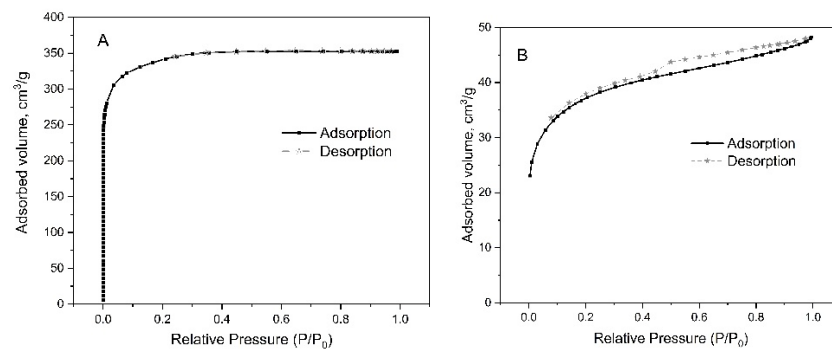 A
400
350
300
250
200
150
100
50
0
Adsorbed volume, cm³/g
Adsorption
Desorption
0.0 0.2 0.4 0.6 0.8 1.0
Relative Pressure (P/P₀)
B
50
40
30
20
10
0
Adsorbed volume, cm³/g
Adsorption
Desorption
0.0 0.2 0.4 0.6 0.8 1.0
Relative Pressure (P/P₀)